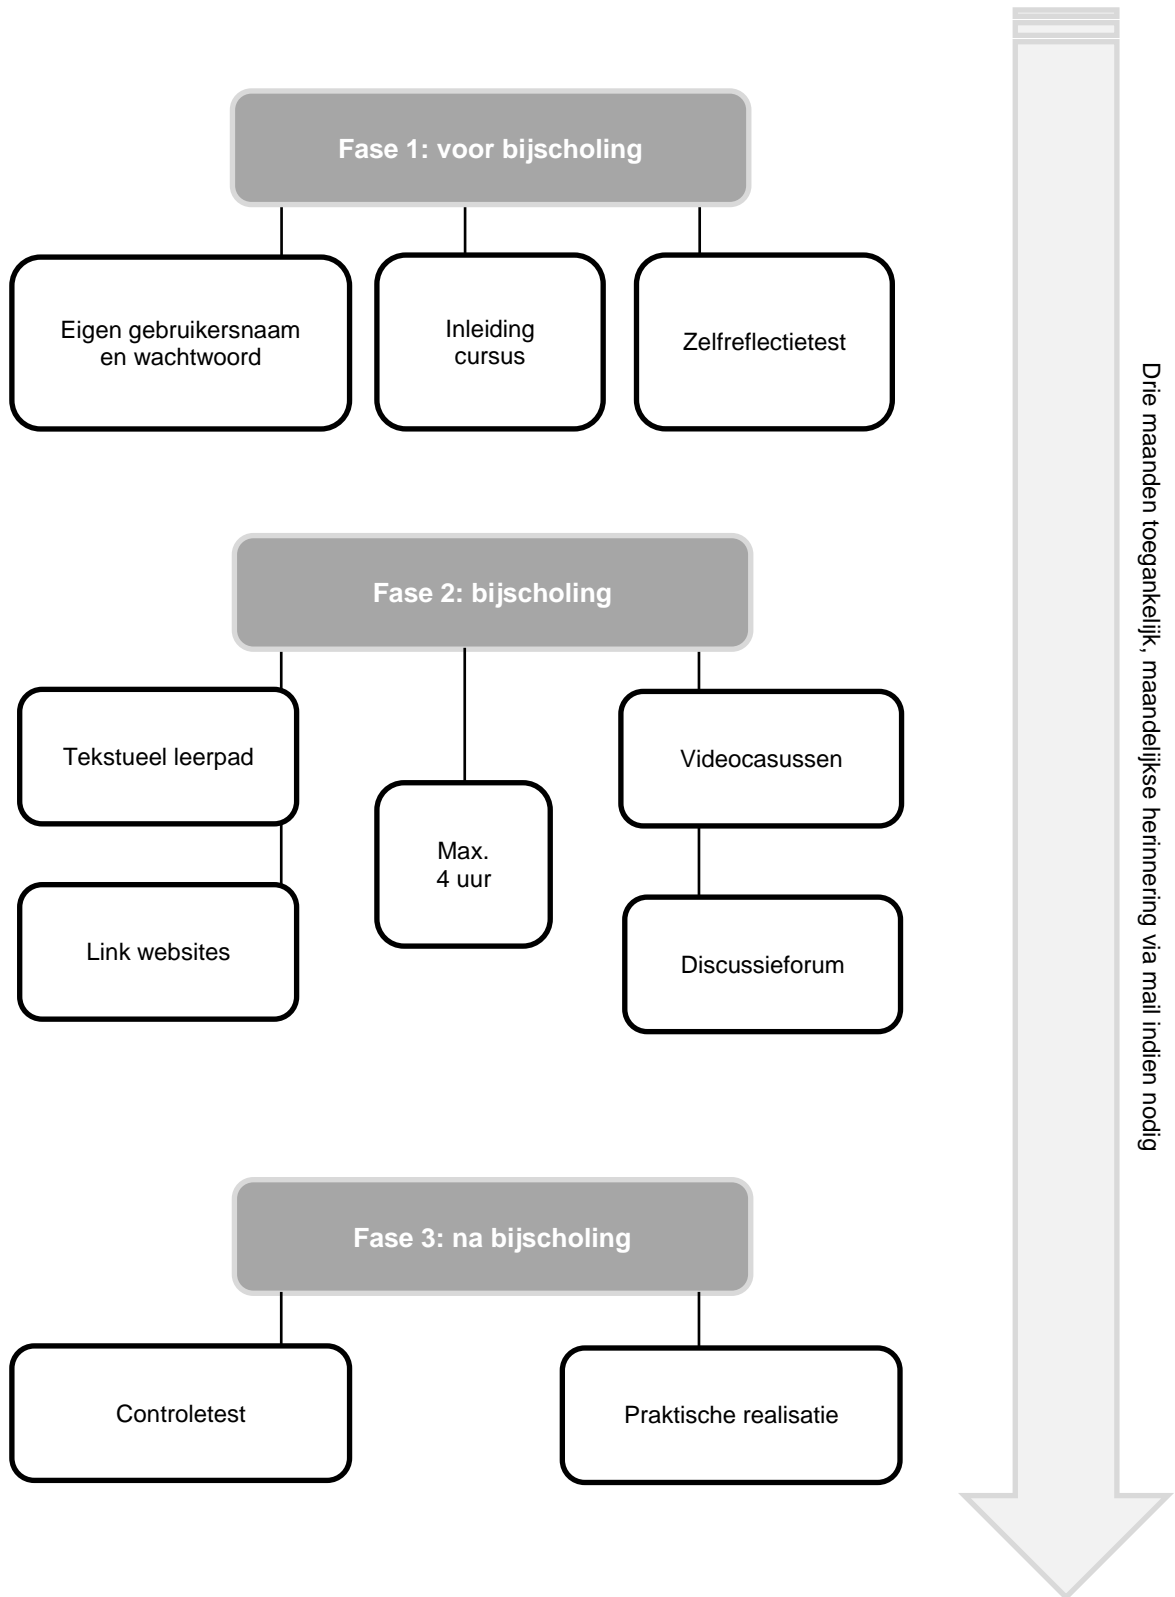 Fase 1: voor bijscholing
Eigen gebruikersnaam
en wachtwoord
Inleiding
cursus
Zelfreflectietest
Fase 2: bijscholing
Tekstueel leerpad
Max.
4 uur
Videocasussen
Link websites
Discussieforum
Fase 3: na bijscholing
Controletest
Praktische realisatie
Drie maanden toegankelijk, maandelijkse herinnering via mail indien nodig